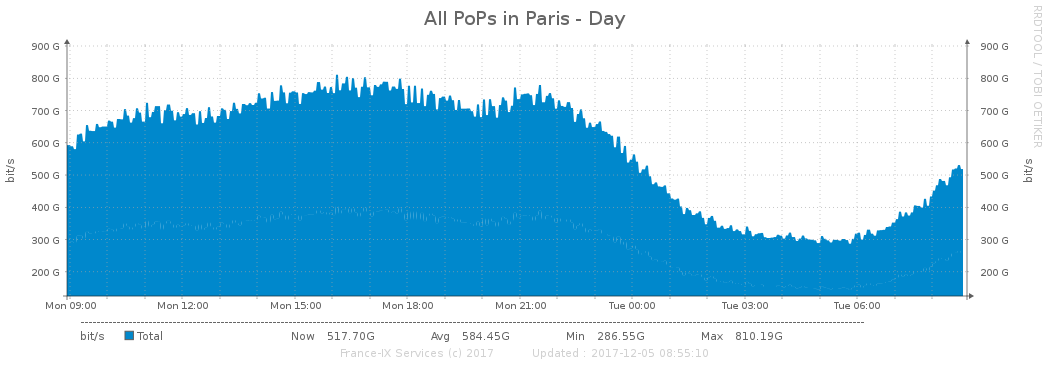 All PoPs in Paris - Day
RRDTOOL / TOBI OETIKER
bit/s
bit/s
900 G 900 G
800 G 800 G
700 G 700 G
600 G 600 G
500 G 500 G
400 G 400 G
300 G 300 G
200 G 200 G
Mon 09:00 Mon 12:00 Mon 15:00 Mon 18:00 Mon 21:00 Tue 00:00 Tue 03:00 Tue 06:00
bit/s Total Now 517.70G Avg 584.45G Min 286.55G Max 810.19G
France-IX Services (c) 2017 Updated : 2017-12-05 08:55:10